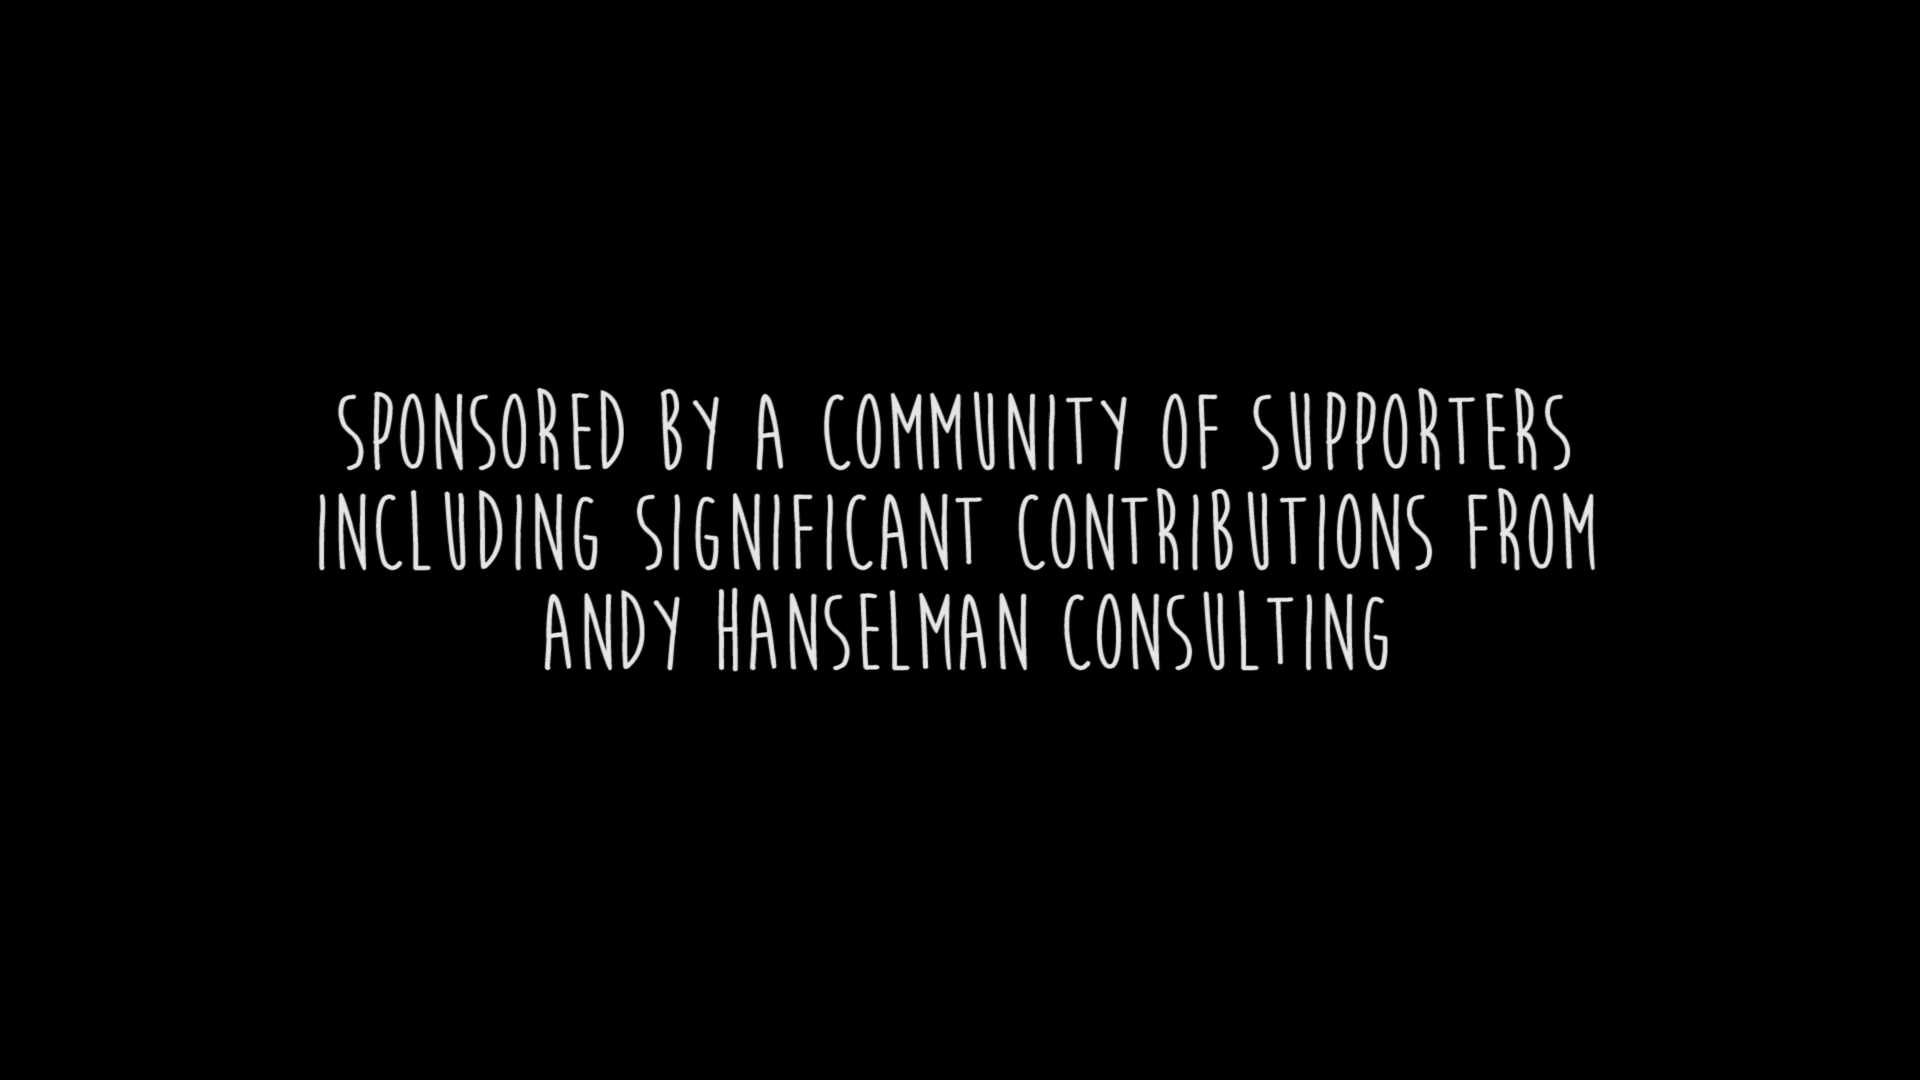 SPONSORED BY A COMMUNITY OF SUPPORTERS
INCLUDING SIGNIFICANT CONTRIBUTIONS FROM
ANDY HANSELMAN CONSULTING